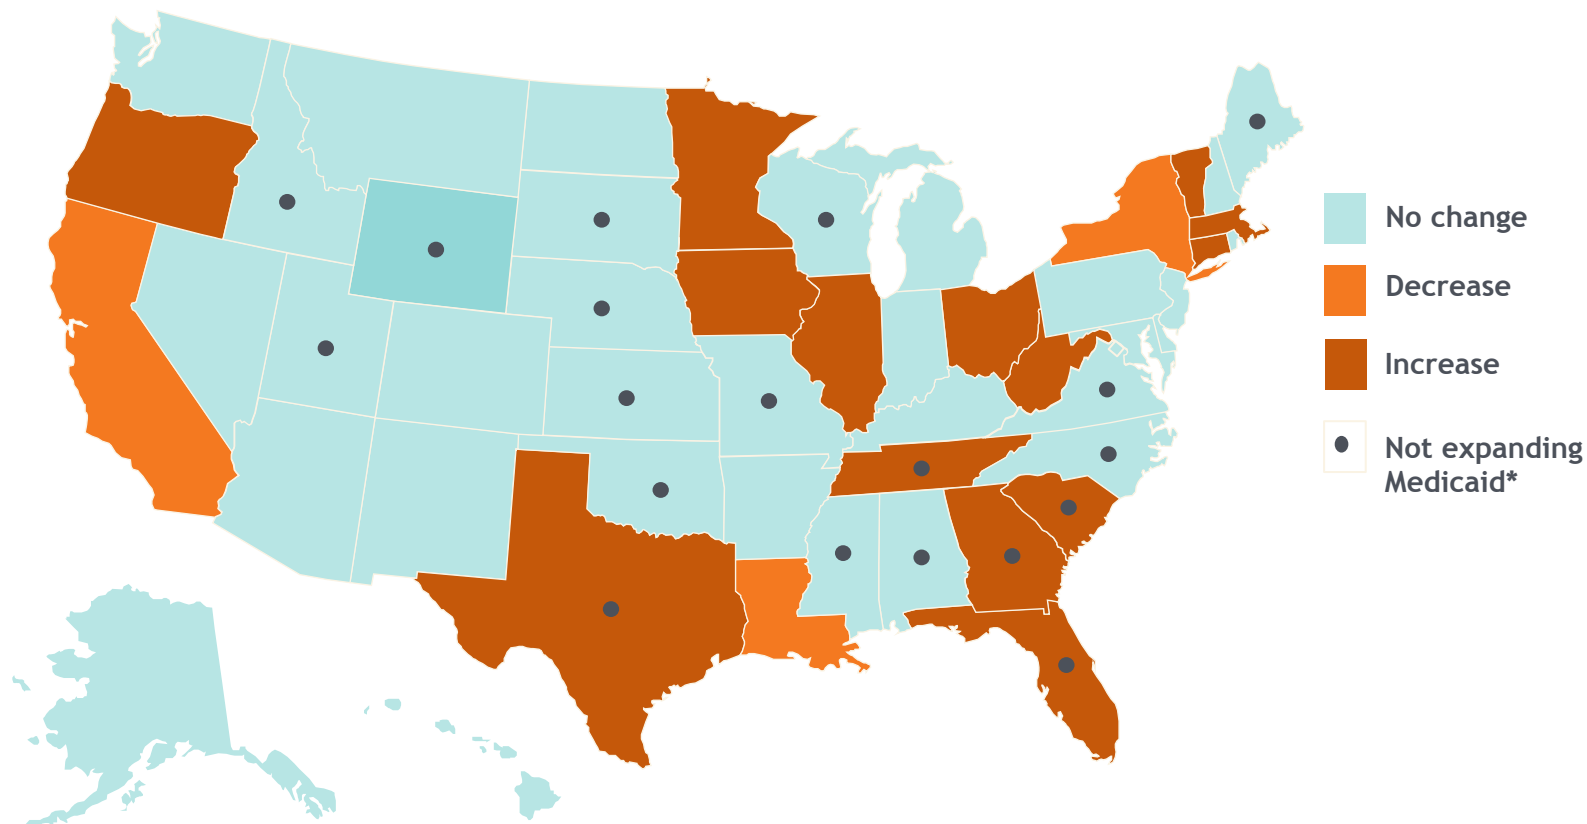 No change
Decrease
Increase
Not expanding
Medicaid*